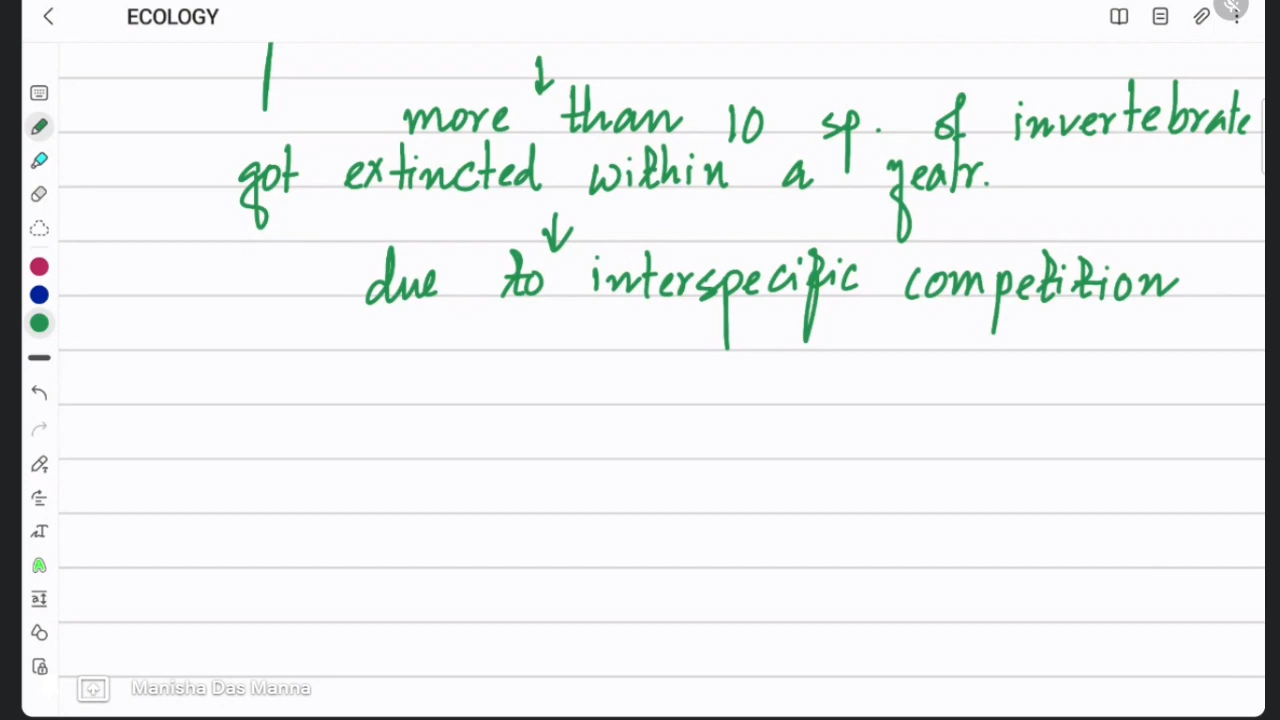 ECOLOGY
↓
more than 10 sp. of invertebrate
got extincted within a year.
↓
due to interspecific competition
Manisha Das Manna